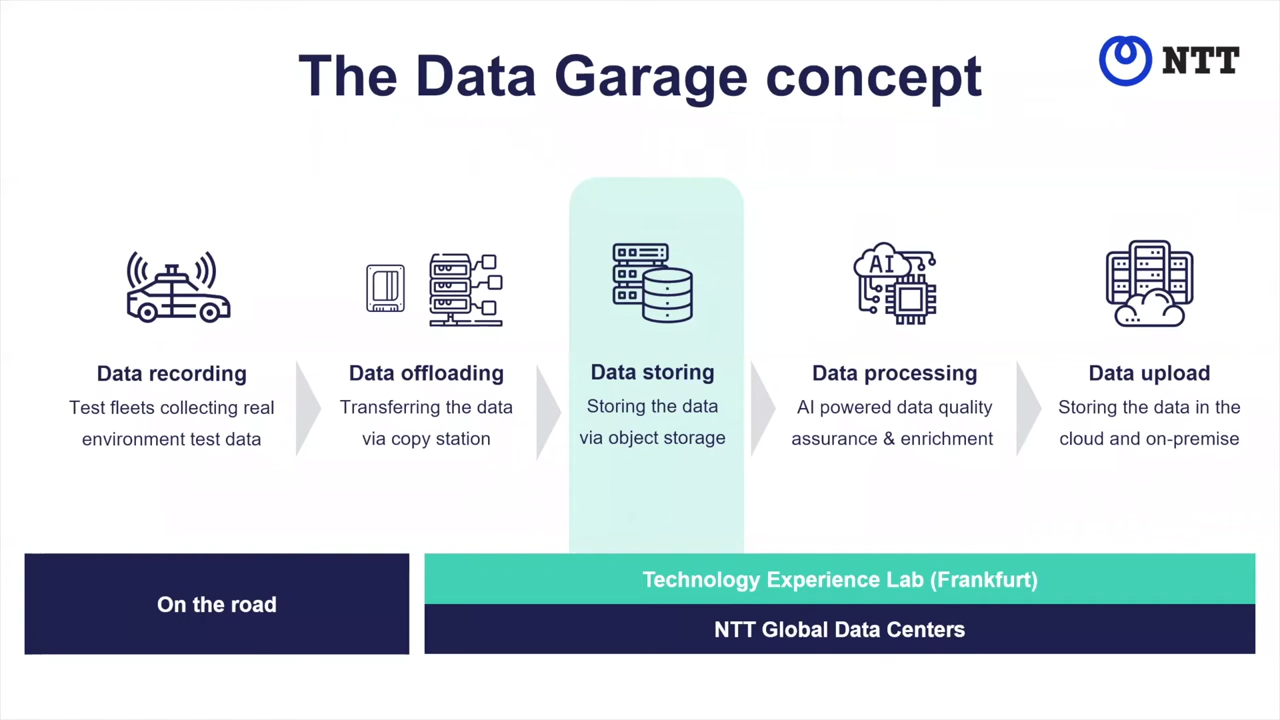 The Data Garage concept
NTT
Data recording
Test fleets collecting real
environment test data
Data offloading
Transferring the data
via copy station
Data storing
Storing the data
via object storage
AI
Data processing
AI powered data quality
assurance & enrichment
Data upload
Storing the data in the
cloud and on-premise
On the road
Technology Experience Lab (Frankfurt)
NTT Global Data Centers